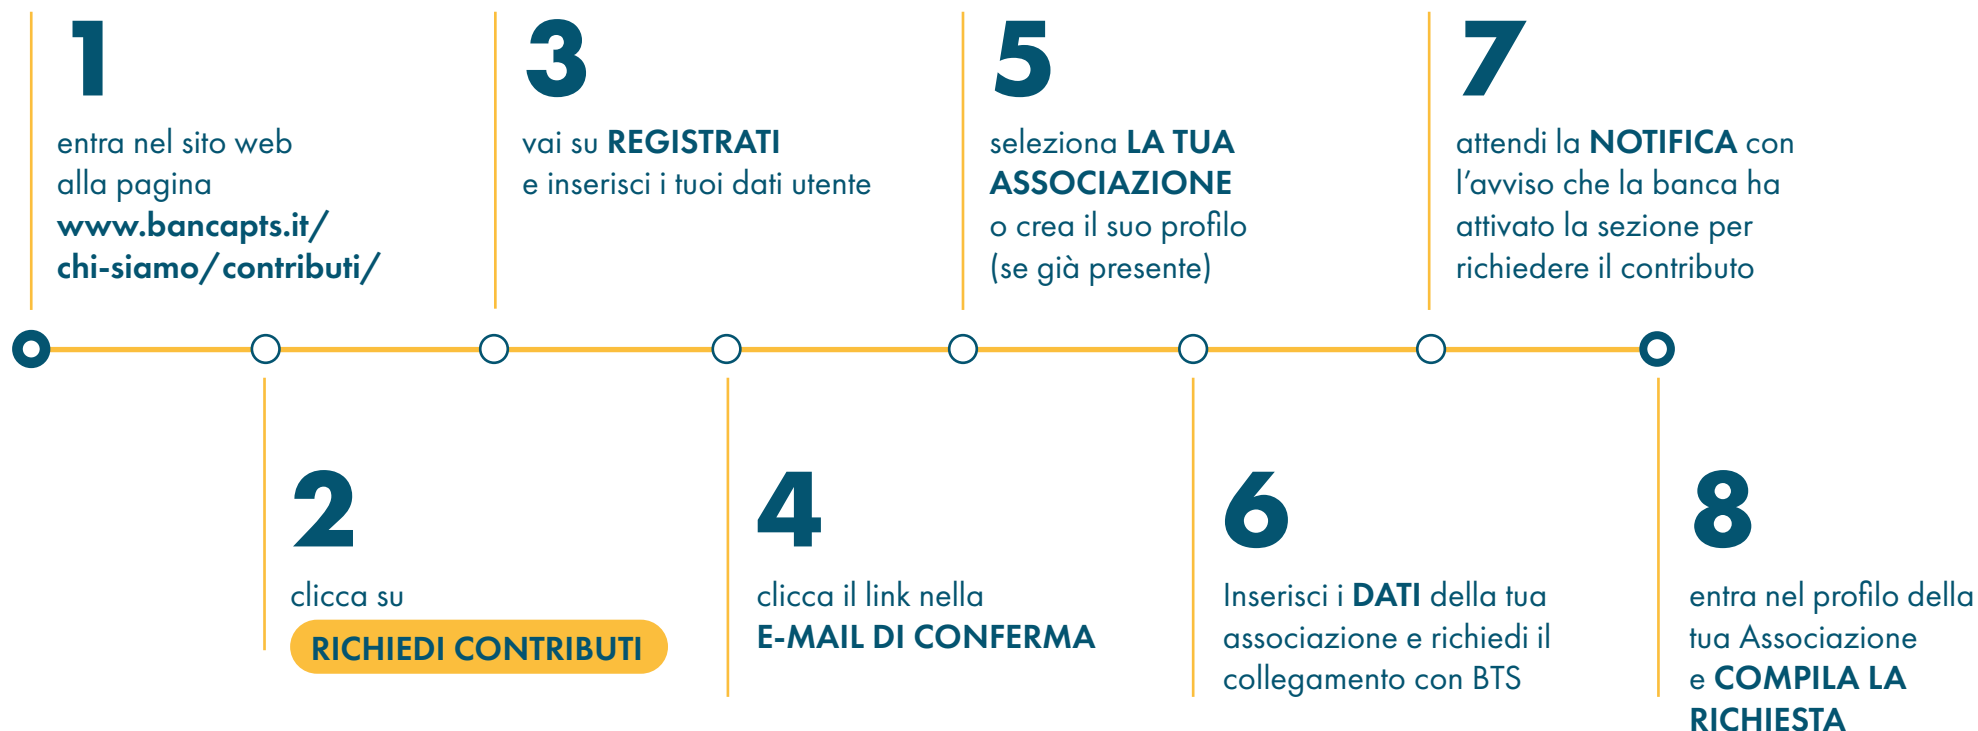 1
entra nel sito web
alla pagina
www.bancapts.it/
chi-siamo/contributi/
2
clicca su
RICHIEDI CONTRIBUTI
3
vai su REGISTRATI
e inserisci i tuoi dati utente
4
clicca il link nella
E-MAIL DI CONFERMA
5
seleziona LA TUA
ASSOCIAZIONE
o crea il suo profilo
(se già presente)
6
Inserisci i DATI della tua
associazione e richiedi il
collegamento con BTS
7
attendi la NOTIFICA con
l’avviso che la banca ha
attivato la sezione per
richiedere il contributo
8
entra nel profilo della
tua Associazione
e COMPILA LA
RICHIESTA